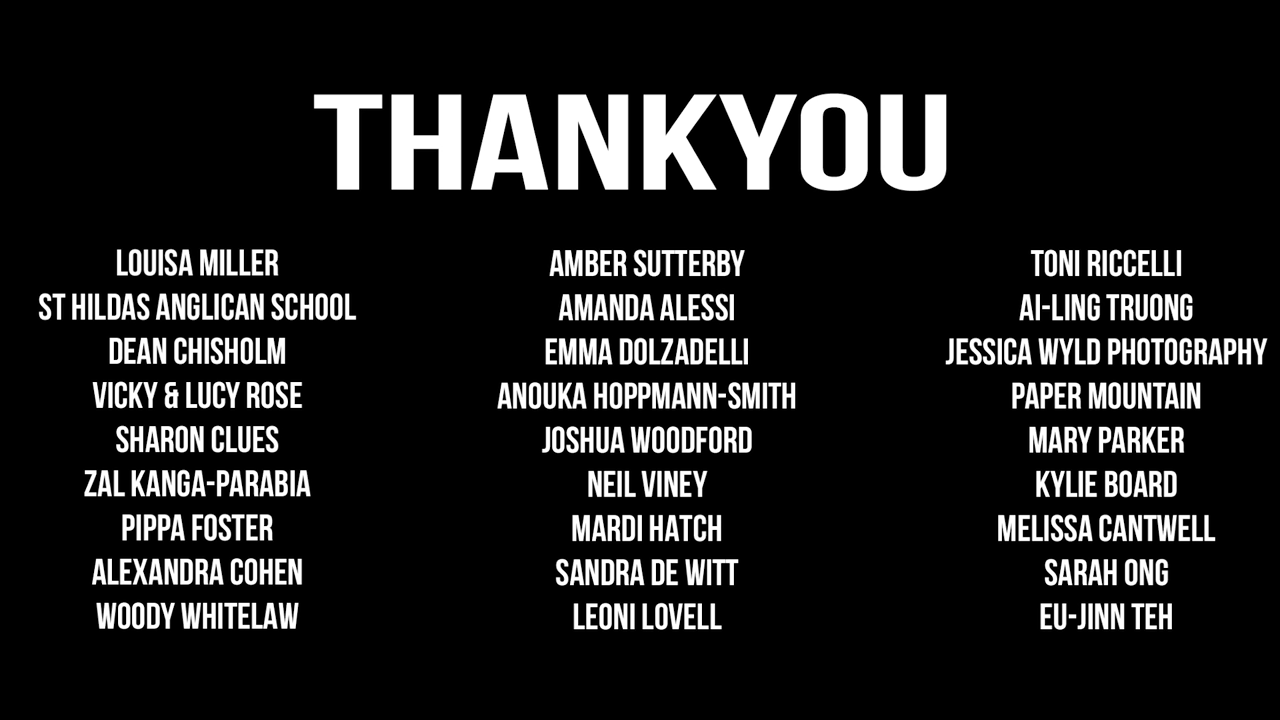 THANKYOU
LOUISA MILLER
ST HILDAS ANGLICAN SCHOOL
DEAN CHISHOLM
VICKY & LUCY ROSE
SHARON CLUES
ZAL KANGA-PARABIA
PIPPA FOSTER
ALEXANDRA COHEN
WOODY WHITELAW
AMBER SUTTERBY
AMANDA ALESSI
EMMA DOLZADELLI
ANOUKA HOPPMANN-SMITH
JOSHUA WOODFORD
NEIL VINEY
MARDI HATCH
SANDRA DE WITT
LEONI LOVELL
TONI RICCELLI
AI-LING TRUONG
JESSICA WYLD PHOTOGRAPHY
PAPER MOUNTAIN
MARY PARKER
KYLIE BOARD
MELISSA CANTWELL
SARAH ONG
EU-JINN TEH